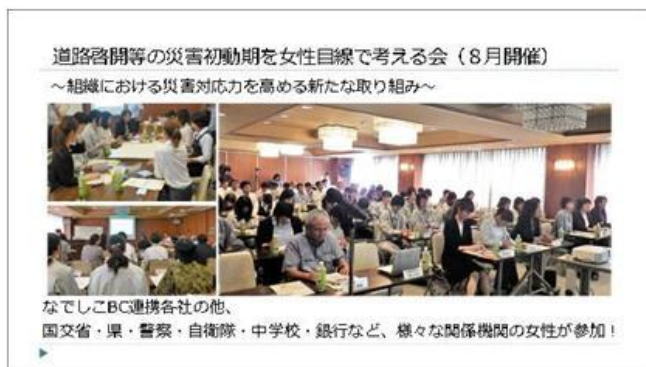 道路啓開等の災害初動期を女性目線で考える会（８月開催）
～組織における災害対応力を高める新たな取り組み～
なでしこBC連携各社の他、
国交省・県・警察・自衛隊・中学校・銀行など、様々な関係機関の女性が参加！